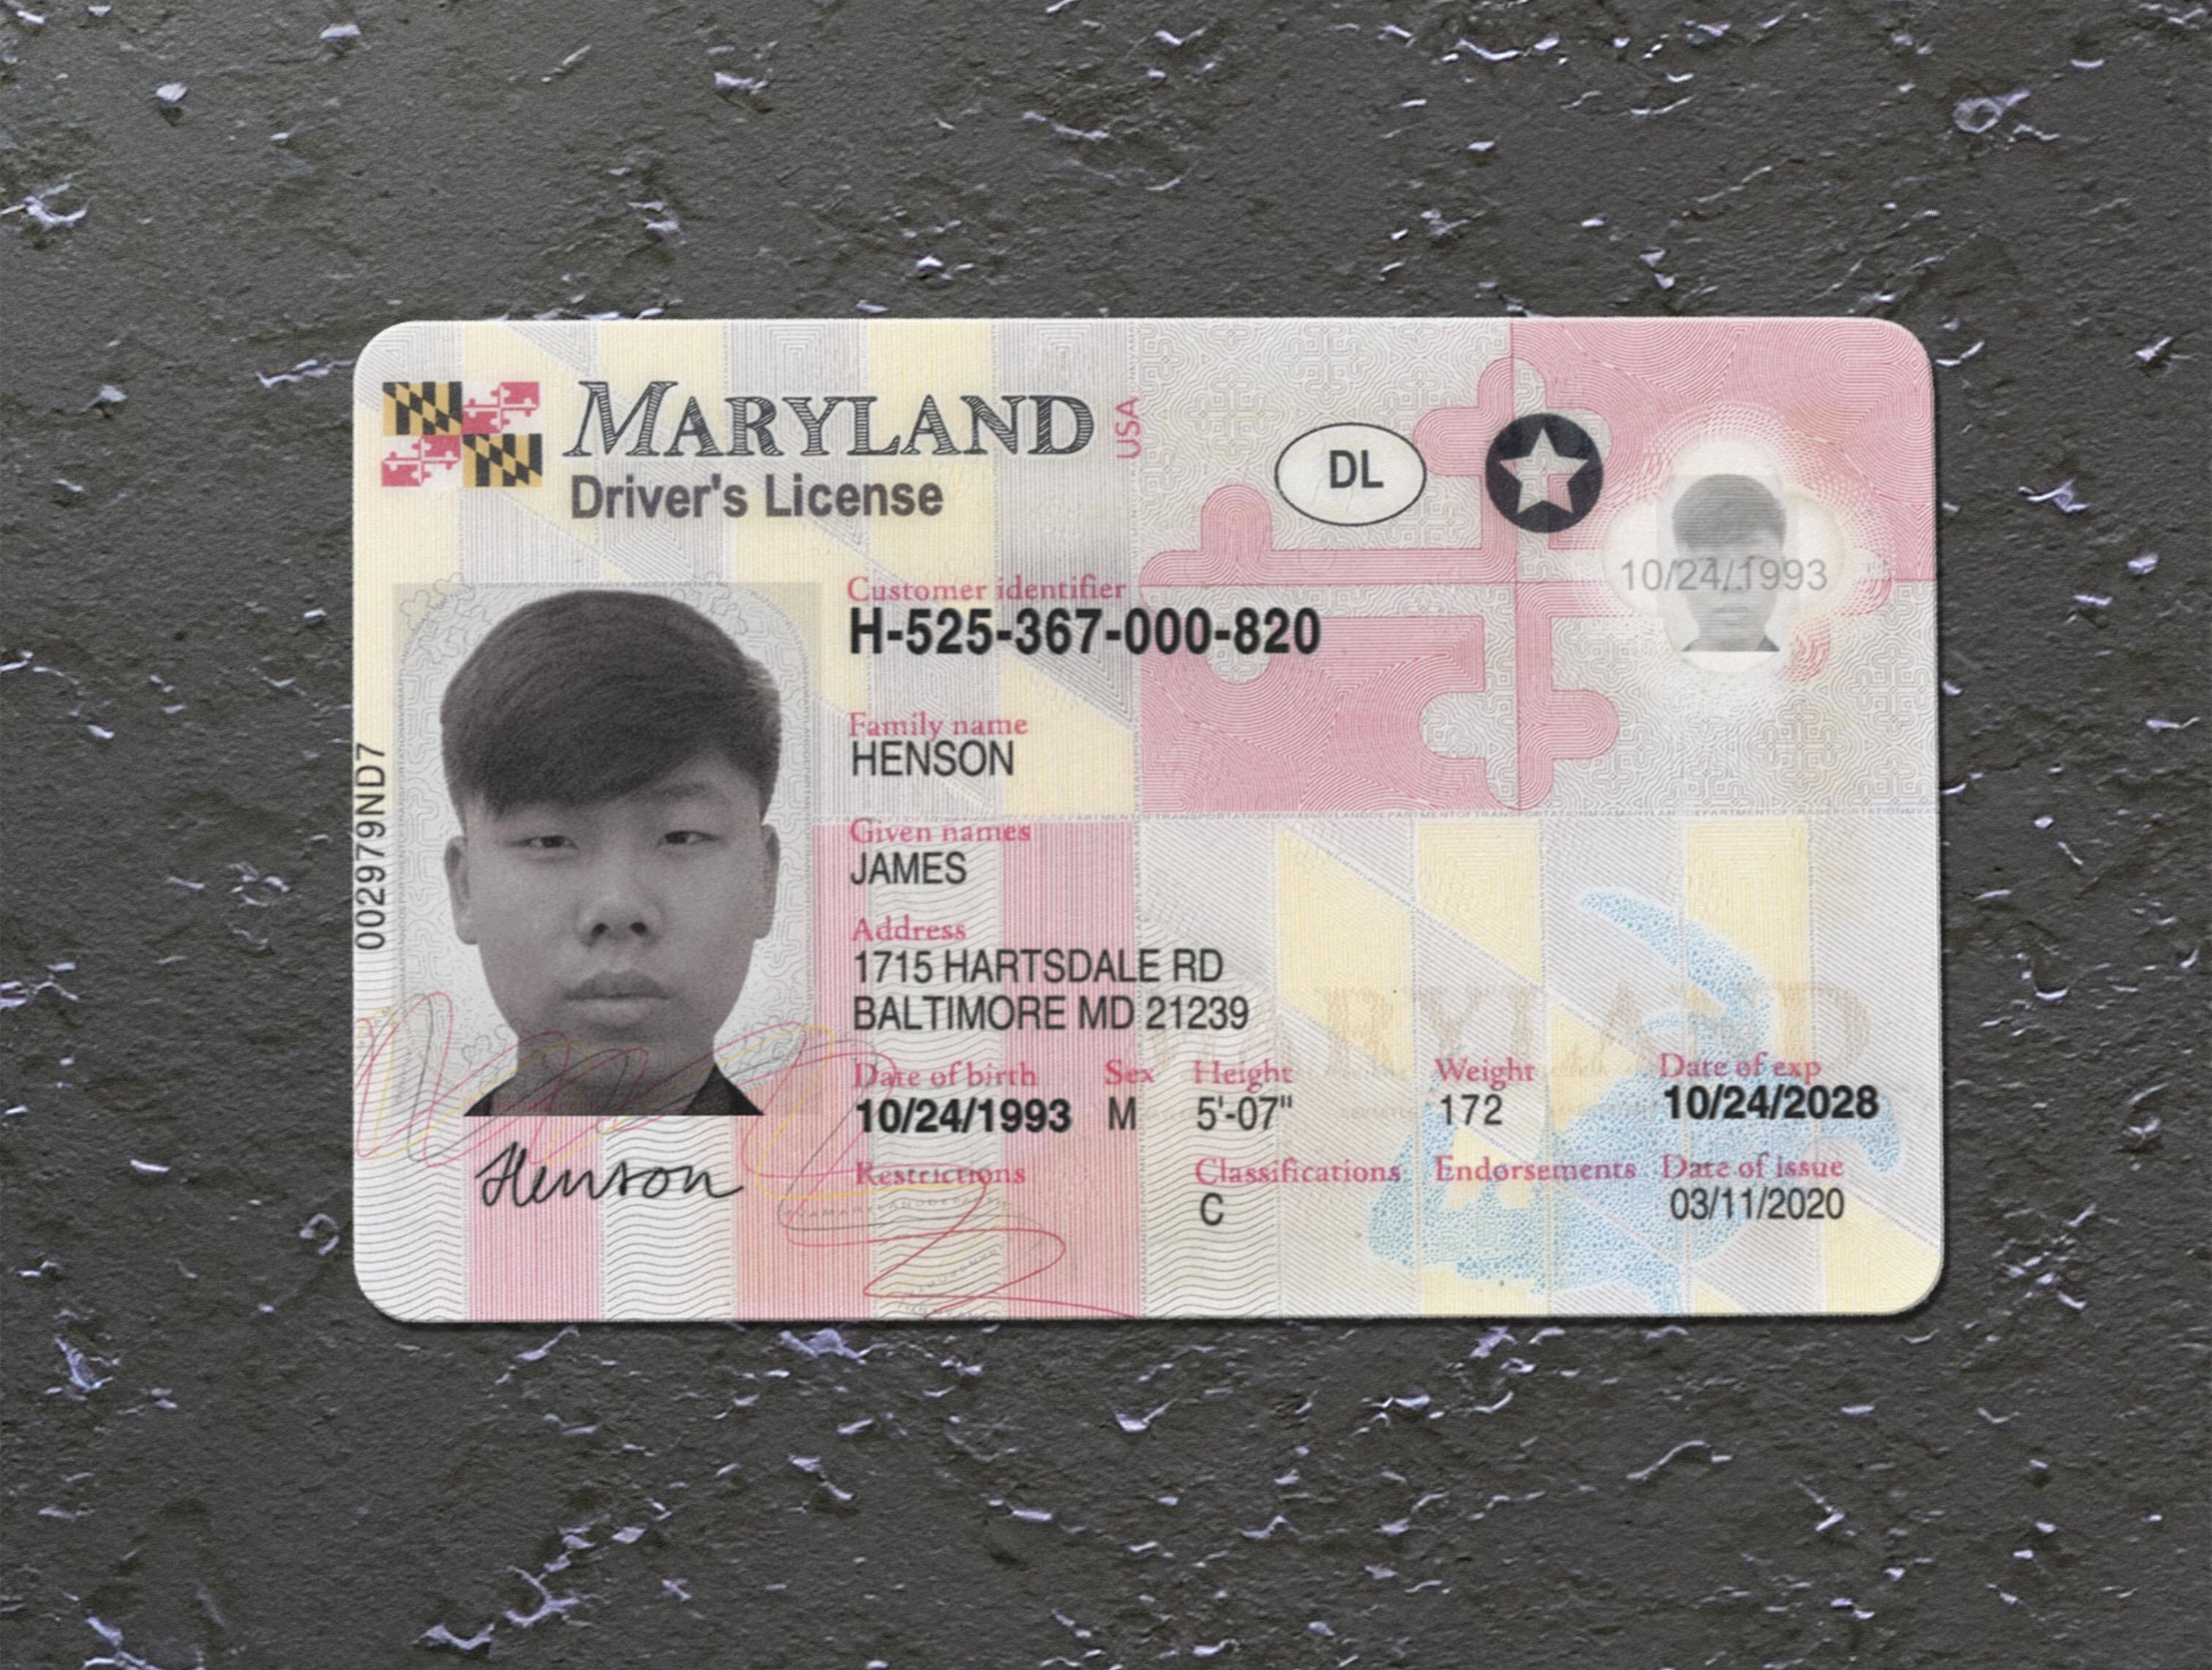 MARYLAND USA
Driver's License
DL
10/24/1993
Customer identifier
H-525-367-000-820
Family name
HENSON
Given names
JAMES
Address
1715 HARTSDALE RD
BALTIMORE MD 21239
Date of birth Sex Height Weight Date of exp
10/24/1993 M 5'-07" 172 10/24/2028
Restrictions Classifications Endorsements Date of issue
C 03/11/2020
Henson
002979ND7
MARYLAND